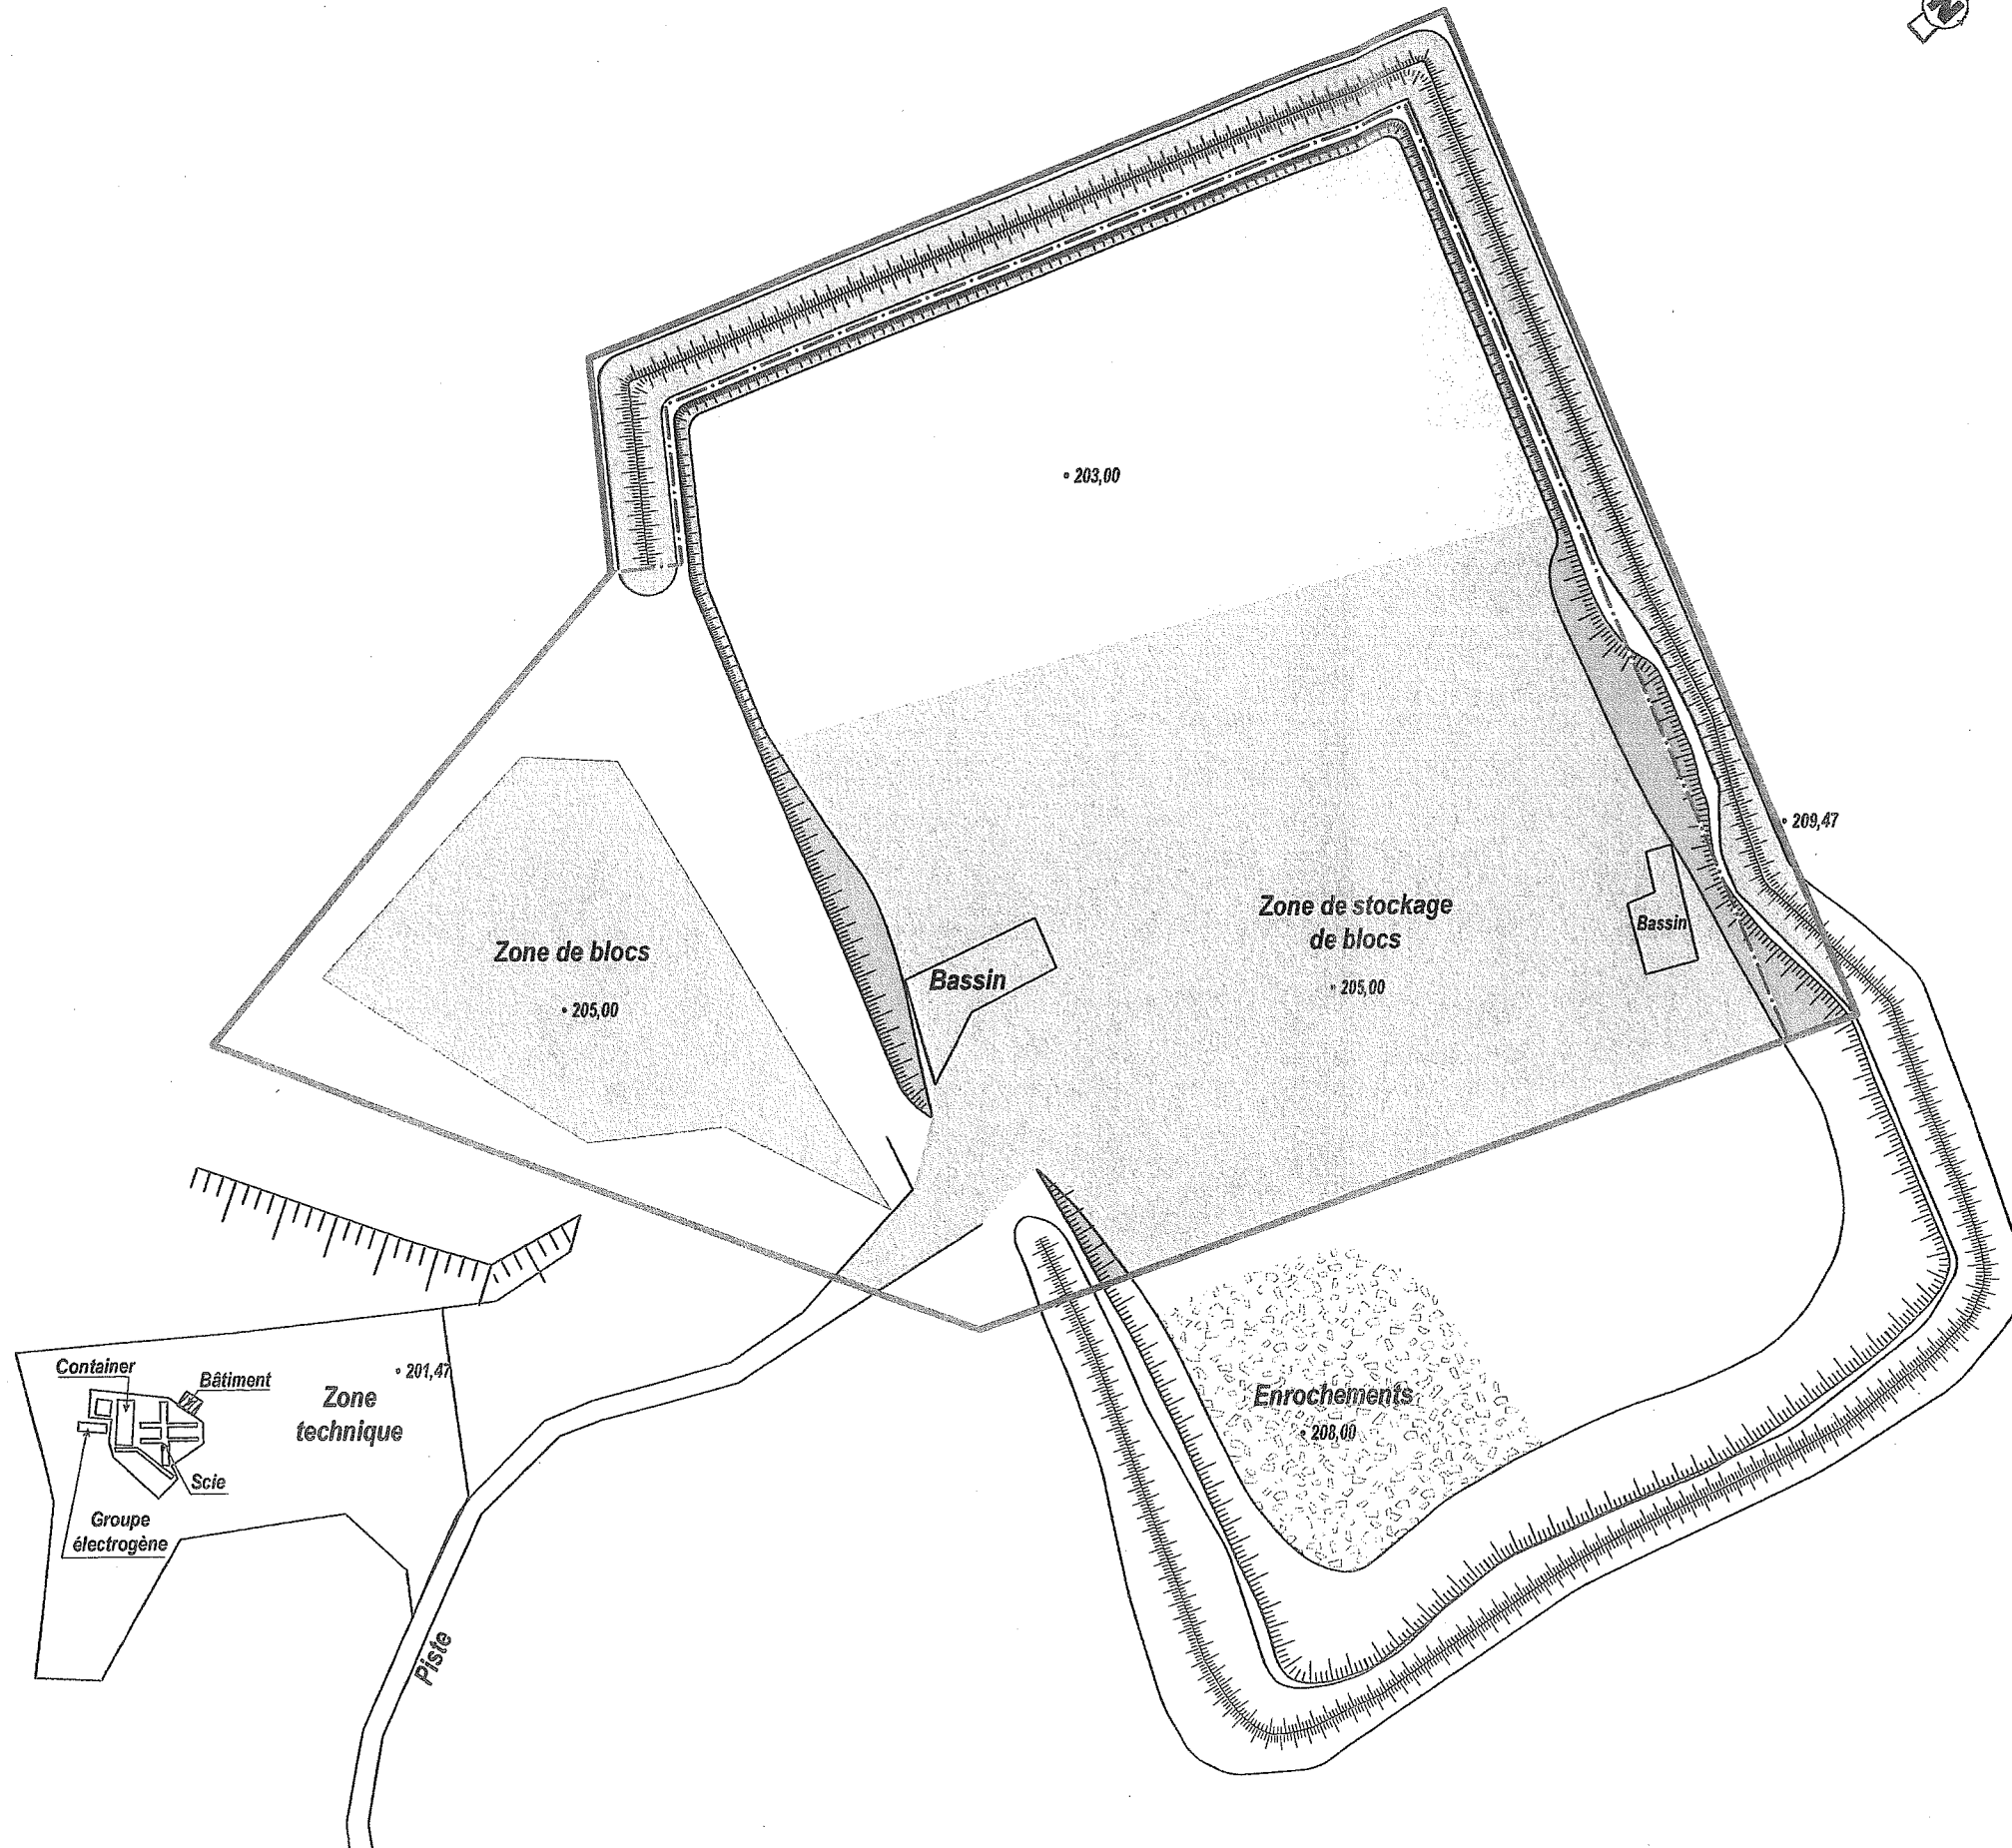 N
203,00
209,47
Zone de stockage
de blocs
205,00
Bassin
Zone de blocs
205,00
Bassin
Container
Bâtiment
201,47
Zone
technique
Scie
Groupe
électrogène
Piste
Enrochements
208,00